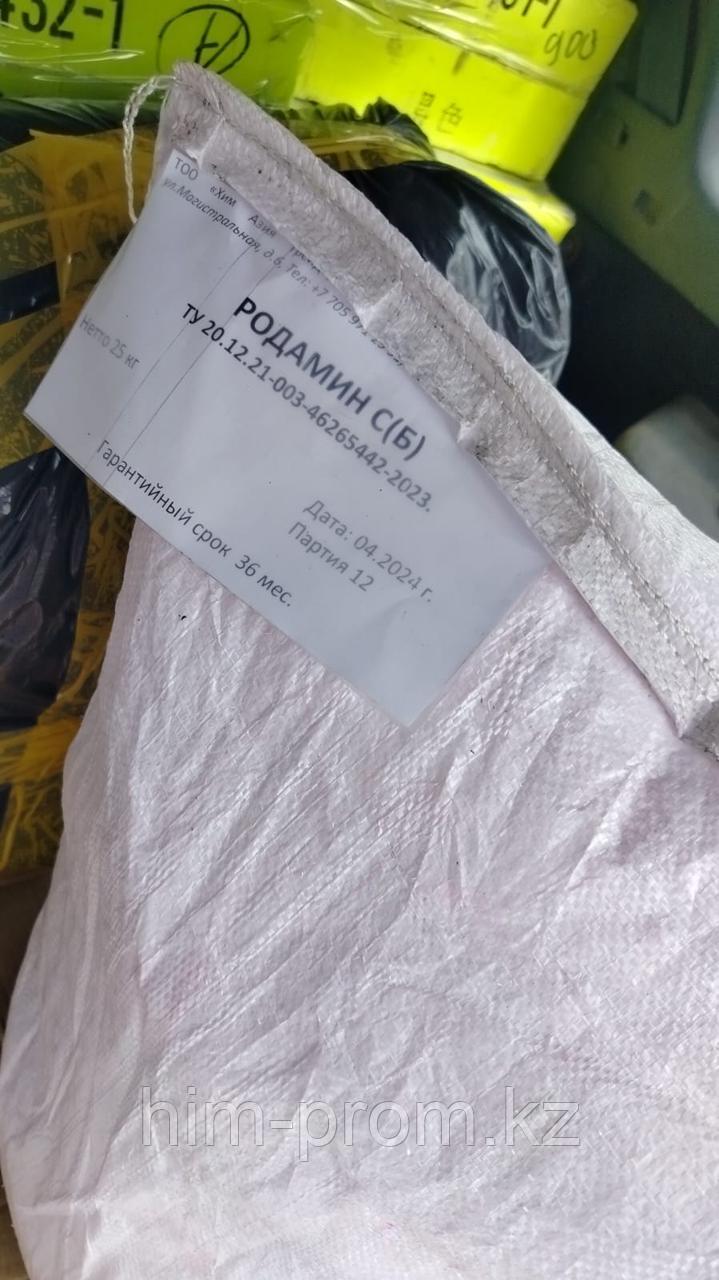 432-1
900
ТОО «Хим Азия
ул.Магистральная, д.6, Тел: +7 705
РОДАМИН С(Б)
ТУ 20.12.21-003-46265442-2023.
Нетто 25 кг
Дата: 04.2024 г.
Партия 12
Гарантийный срок 36 мес.
him-prom.kz